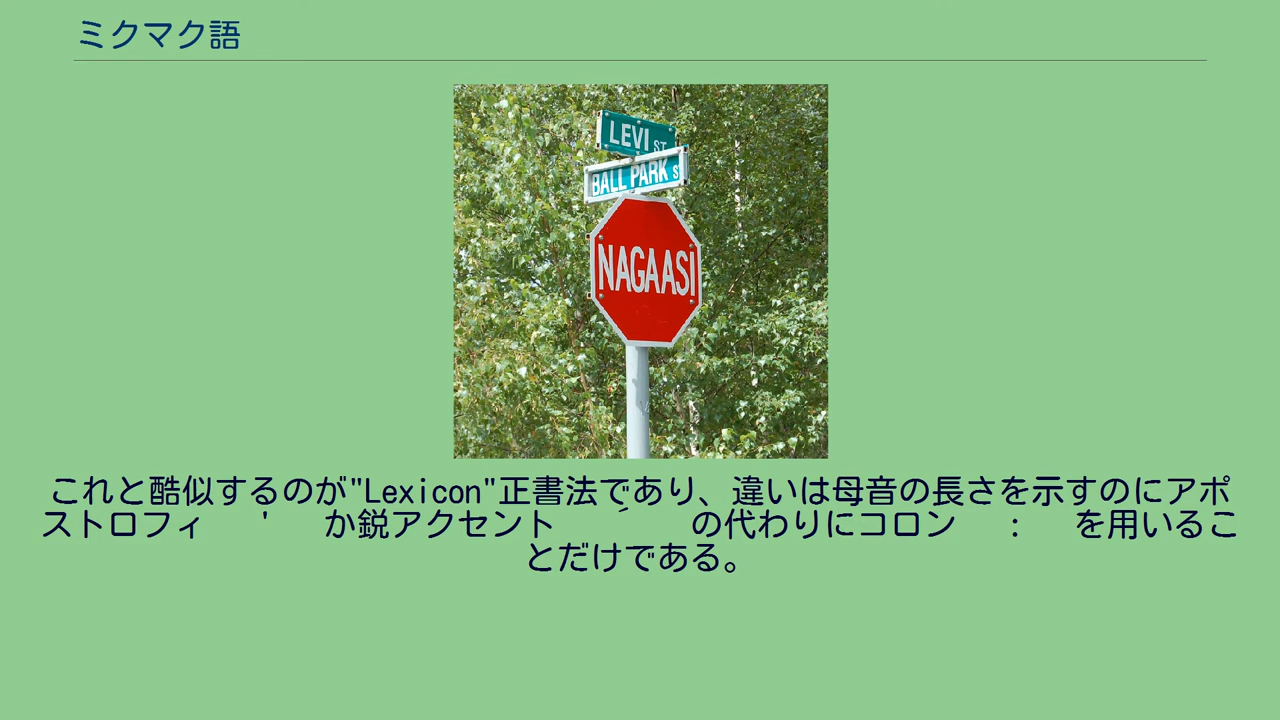 ミクマク語
LEVI ST
BALL PARK S
NAGAASI
これと酷似するのが"Lexicon"正書法であり、違いは母音の長さを示すのにアポ
ストロフィ ' か鋭アクセント ´ の代わりにコロン : を用いるこ
とだけである。